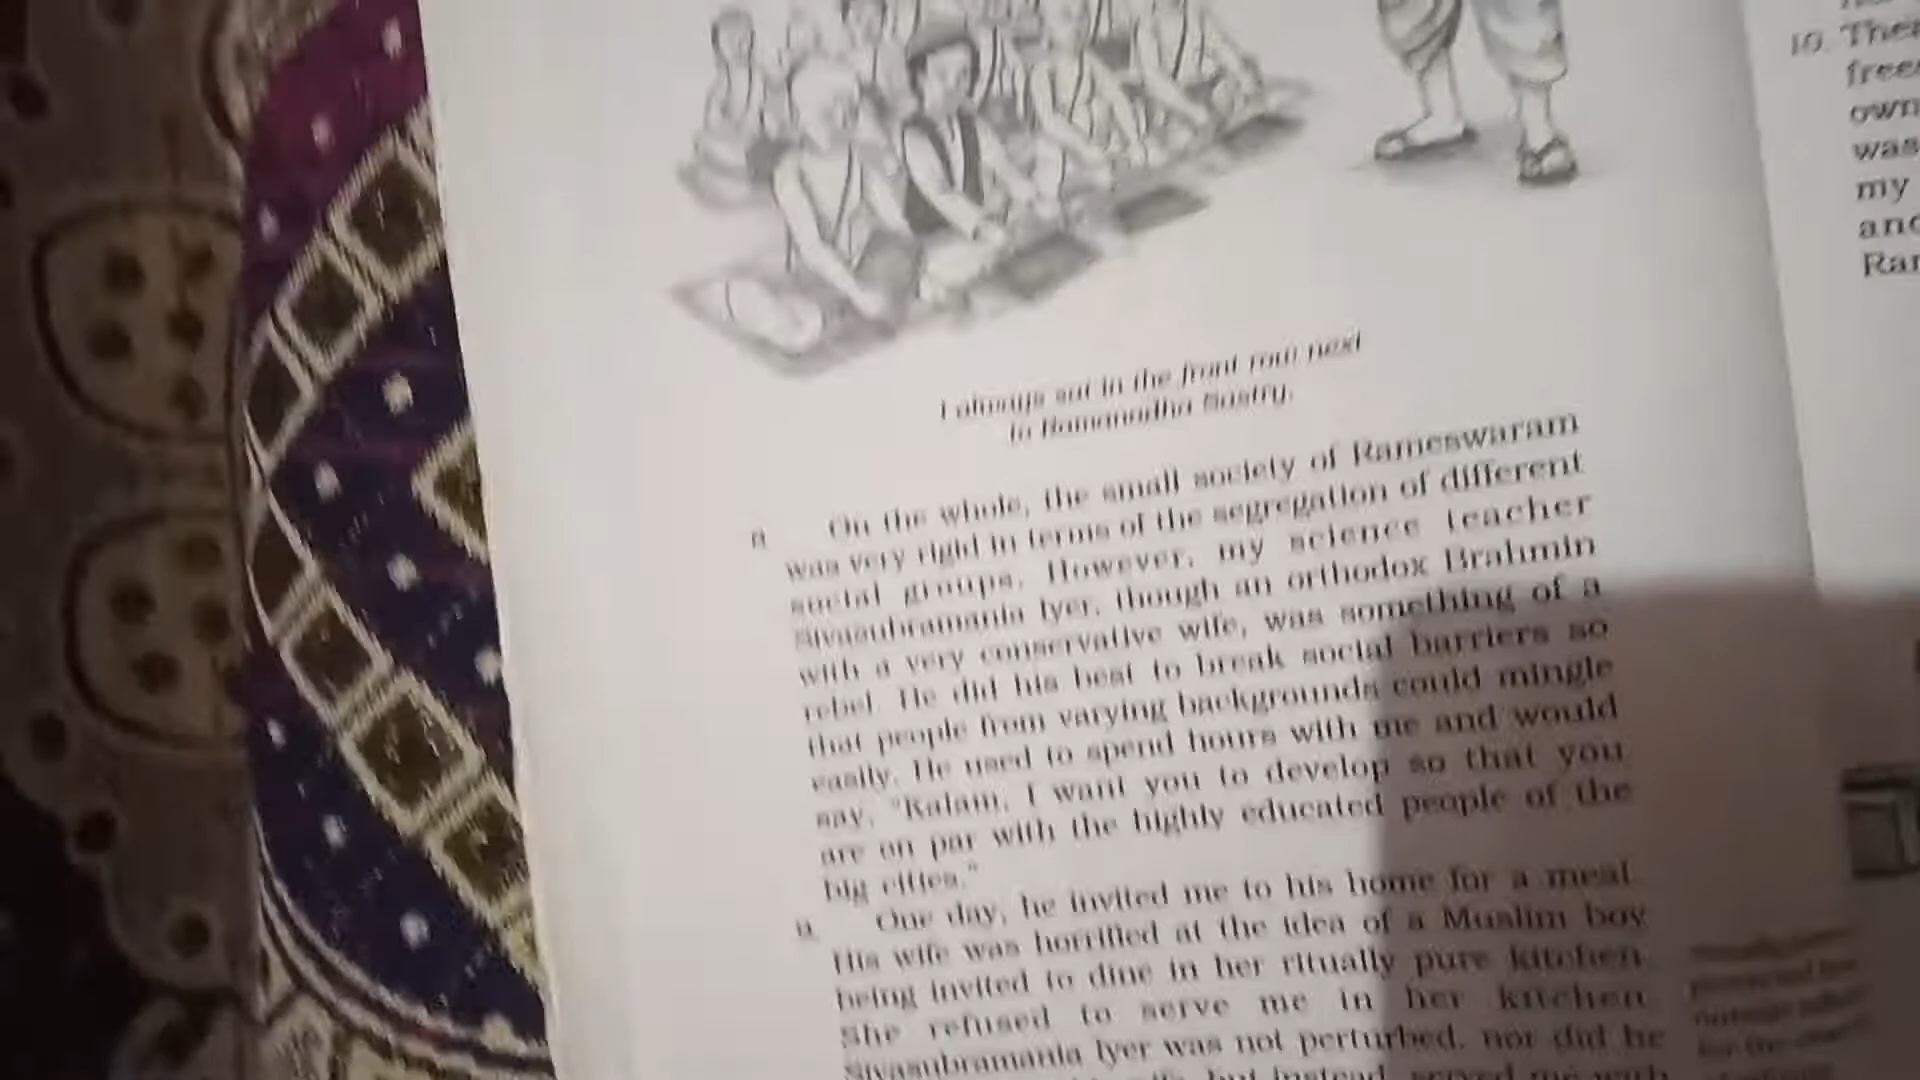 I always sat in the front row next
to Ramanadha Sastry.
On the whole, the small society of Rameswaram
was very rigid in terms of the segregation of different
social groups. However, my science teacher
Sivasubramania Iyer, though an orthodox Brahmin
with a very conservative wife, was something of a
rebel. He did his best to break social barriers so
that people from varying backgrounds could mingle
easily. He used to spend hours with me and would
say, "Kalam, I want you to develop so that you
are on par with the highly educated people of the
big cities."
One day, he invited me to his home for a meal.
His wife was horrified at the idea of a Muslim boy
being invited to dine in her ritually pure kitchen.
She refused to serve me in her kitchen.
Sivasubramania Iyer was not perturbed, nor did he
but instead, served me with
10.
own
was
my